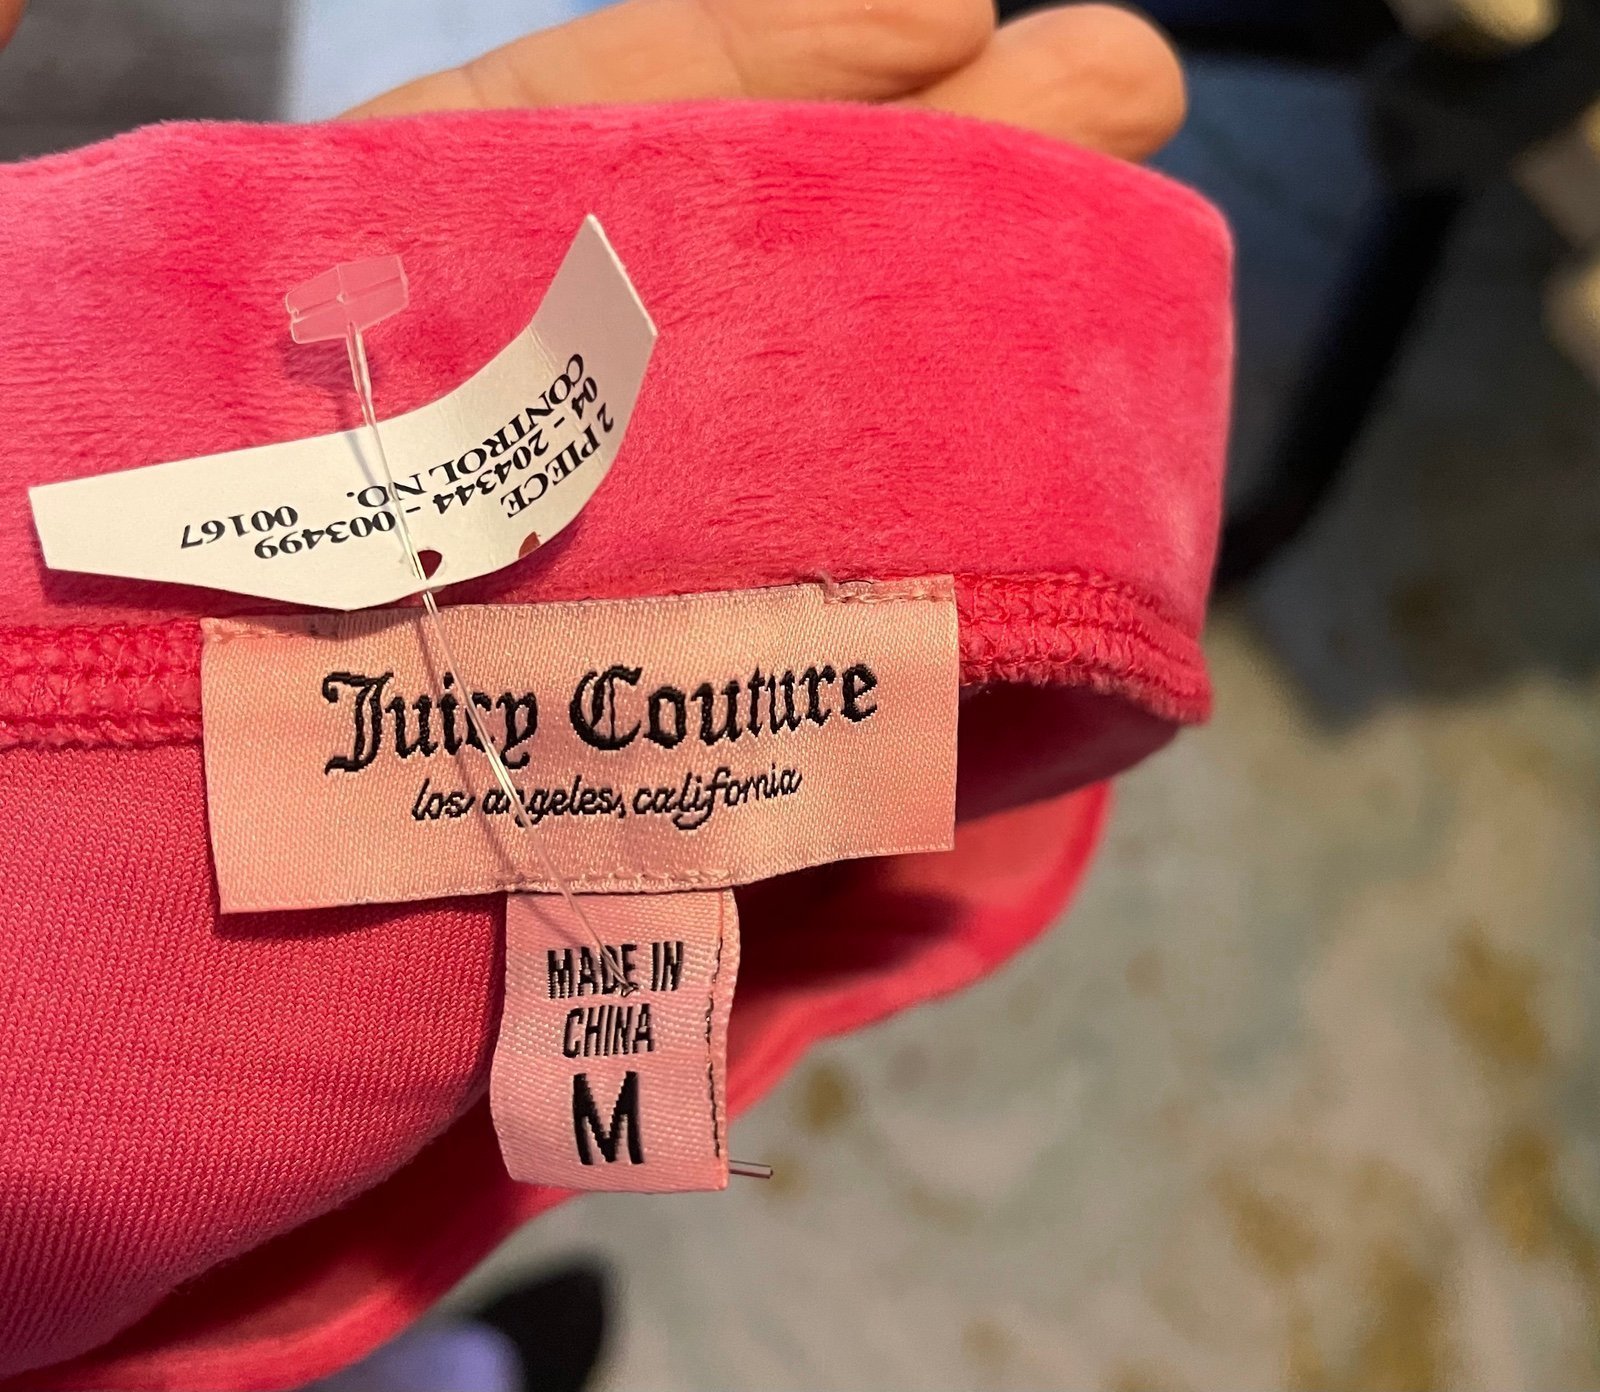 2 PIECE
04 - 204344 - 003499
CONTROL NO. 00167
Juicy Couture
los angeles, california
MADE IN
CHINA
M